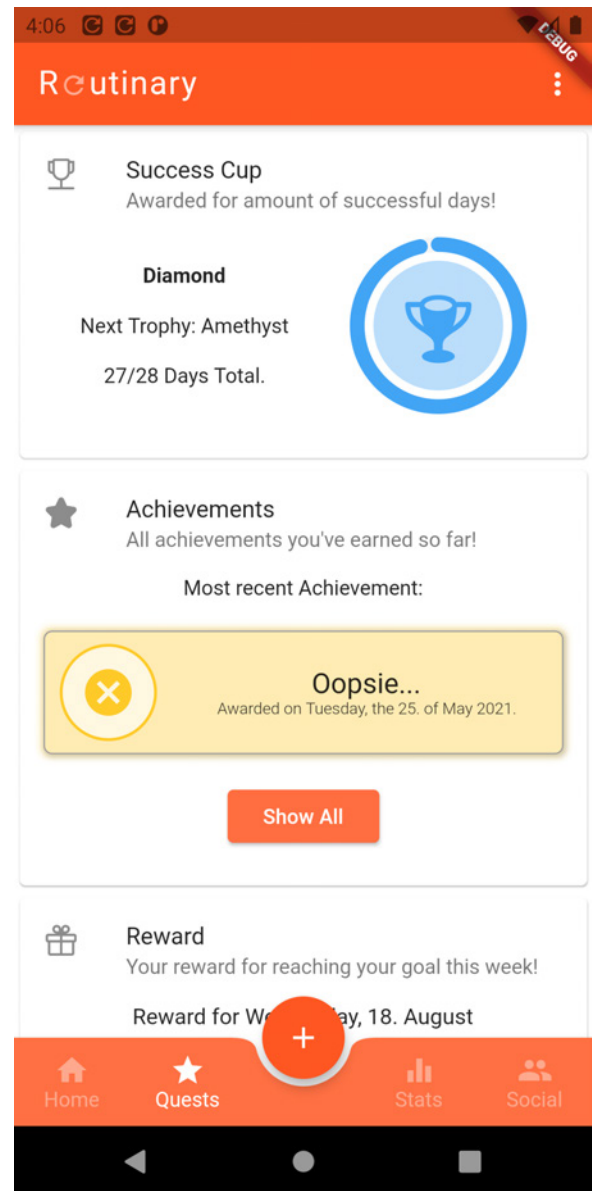 4:06
DEBUG
Routinary
Success Cup
Awarded for amount of successful days!
Diamond
Next Trophy: Amethyst
27/28 Days Total.
Achievements
All achievements you've earned so far!
Most recent Achievement:
Oopsie...
Awarded on Tuesday, the 25. of May 2021.
Show All
Reward
Your reward for reaching your goal this week!
Reward for We ay, 18. August
Home Quests Stats Social